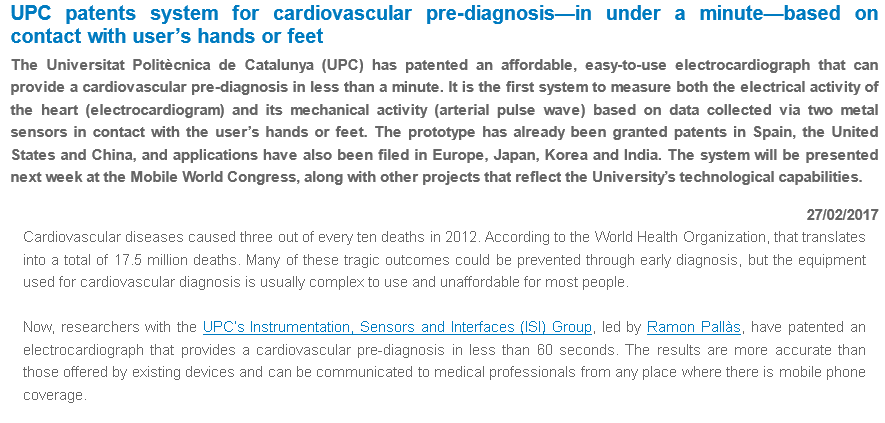 UPC patents system for cardiovascular pre-diagnosis—in under a minute—based on
contact with user's hands or feet
The Universitat Politècnica de Catalunya (UPC) has patented an affordable, easy-to-use electrocardiograph that can
provide a cardiovascular pre-diagnosis in less than a minute. It is the first system to measure both the electrical activity of
the heart (electrocardiogram) and its mechanical activity (arterial pulse wave) based on data collected via two metal
sensors in contact with the user's hands or feet. The prototype has already been granted patents in Spain, the United
States and China, and applications have also been filed in Europe, Japan, Korea and India. The system will be presented
next week at the Mobile World Congress, along with other projects that reflect the University's technological capabilities.
27/02/2017
Cardiovascular diseases caused three out of every ten deaths in 2012. According to the World Health Organization, that translates
into a total of 17.5 million deaths. Many of these tragic outcomes could be prevented through early diagnosis, but the equipment
used for cardiovascular diagnosis is usually complex to use and unaffordable for most people.
Now, researchers with the UPC's Instrumentation, Sensors and Interfaces (ISI) Group, led by Ramon Pallàs, have patented an
electrocardiograph that provides a cardiovascular pre-diagnosis in less than 60 seconds. The results are more accurate than
those offered by existing devices and can be communicated to medical professionals from any place where there is mobile phone
coverage.